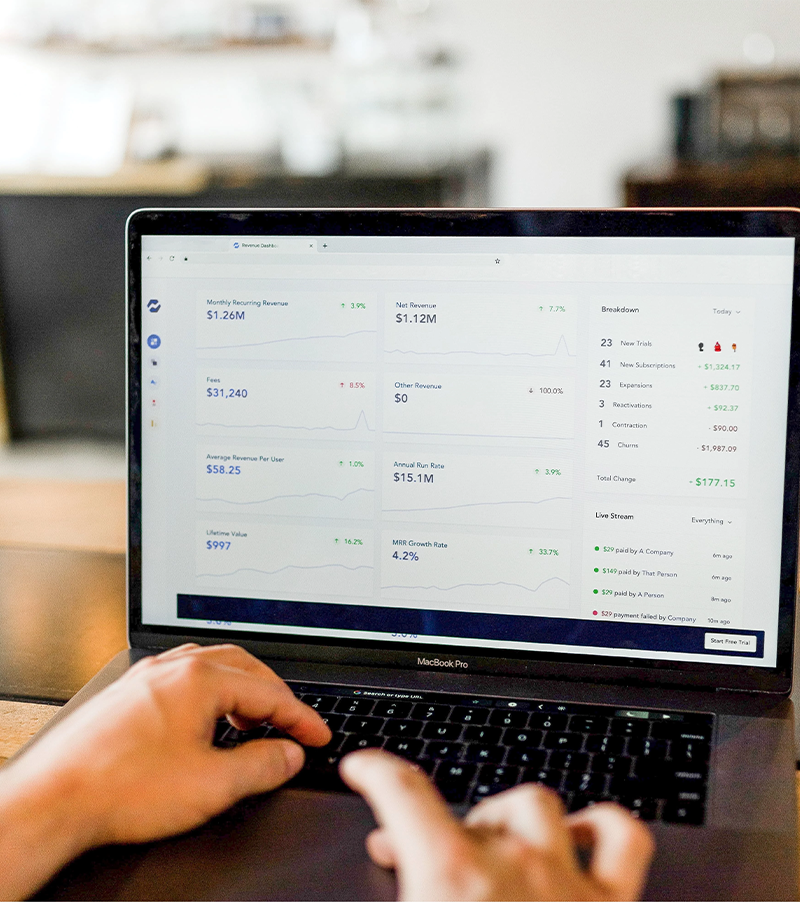 Revenue Dashbo
Monthly Recurring Revenue
↑ 3.9%
$1.26M
Net Revenue
↑ 7.7%
$1.12M
Fees
↑ 8.5%
$31,240
Other Revenue
↓ 100.0%
$0
Average Revenue Per User
↑ 1.0%
$58.25
Annual Run Rate
↑ 3.9%
$15.1M
Lifetime Value
↑ 16.2%
$997
MRR Growth Rate
↑ 33.7%
4.2%
Breakdown
Today
23 New Trials
41 New Subscriptions + $1,324.17
23 Expansions + $837.70
3 Reactivations + $92.37
1 Contraction - $90.00
45 Churns - $1,987.09
Total Change - $177.15
Live Stream
Everything
$29 paid by A Company 6m ago
$149 paid by That Person 6m ago
$29 paid by A Person 8m ago
$29 payment failed by Company 10m ago
Start Free Trial
MacBook Pro
Search or type URL